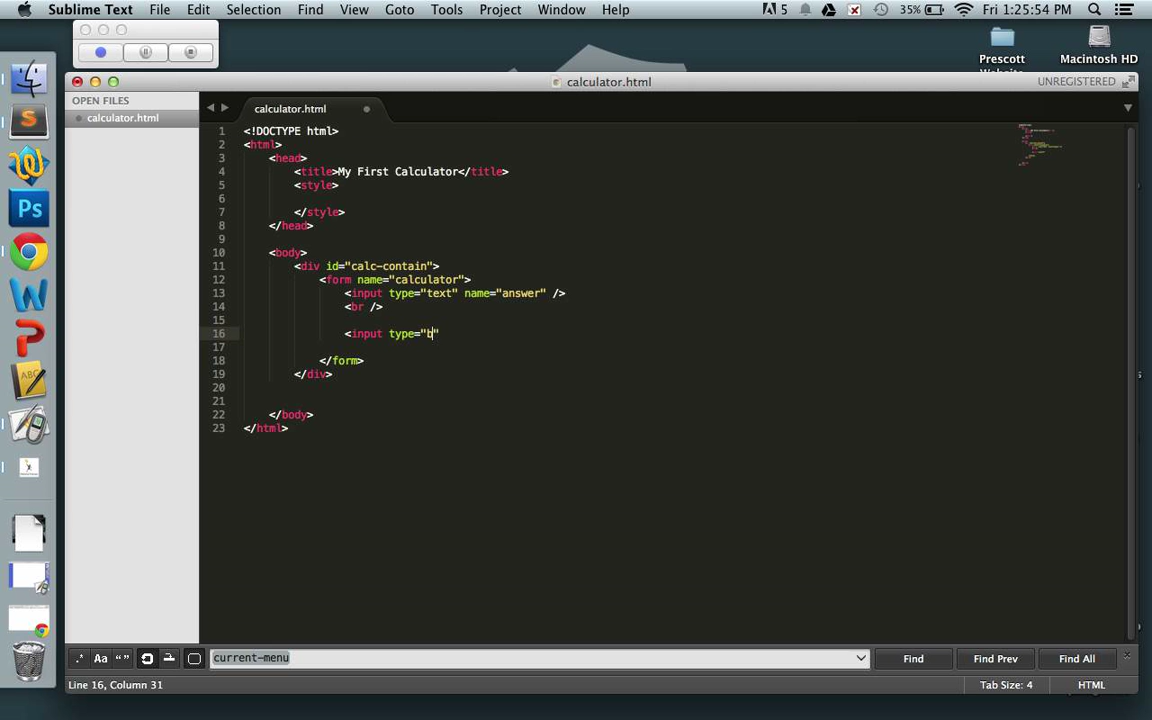 Sublime Text File Edit Selection Find View Goto Tools Project Window Help 5 35% Fri 1:25:54 PM
Prescott
Macintosh HD
calculator.html
UNREGISTERED
OPEN FILES
calculator.html
calculator.html
1 <!DOCTYPE html>
2 <html>
3 <head>
4 <title>My First Calculator</title>
5 <style>
6
7 </style>
8 </head>
9
10 <body>
11 <div id="calc-contain">
12 <form name="calculator">
13 <input type="text" name="answer" />
14 <br />
15
16 <input type="b"
17
18 </form>
19 </div>
20
21
22 </body>
23 </html>
.* Aa “ ” current-menu Find Find Prev Find All
Line 16, Column 31 Tab Size: 4 HTML
S
Ps
W
P
ABC